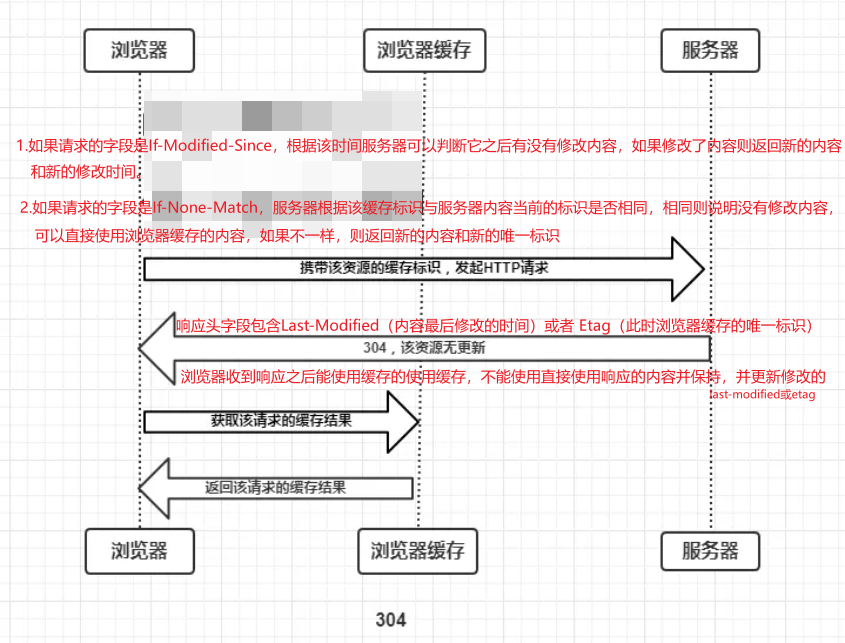 浏览器 浏览器缓存 服务器
1.如果请求的字段是If-Modified-Since，根据该时间服务器可以判断它之后有没有修改内容，如果修改了内容则返回新的内容
和新的修改时间。
2.如果请求的字段是If-None-Match，服务器根据该缓存标识与服务器内容当前的标识是否相同，相同则说明没有修改内容，
可以直接使用浏览器缓存的内容，如果不一样，则返回新的内容和新的唯一标识
携带该资源的缓存标识，发起HTTP请求
响应头字段包含Last-Modified（内容最后修改的时间）或者 Etag（此时浏览器缓存的唯一标识）
304，该资源无更新
浏览器收到响应之后能使用缓存的使用缓存，不能使用直接使用响应的内容并保持，并更新修改的
last-modified或etag
获取该请求的缓存结果
返回该请求的缓存结果
浏览器 浏览器缓存 服务器
304